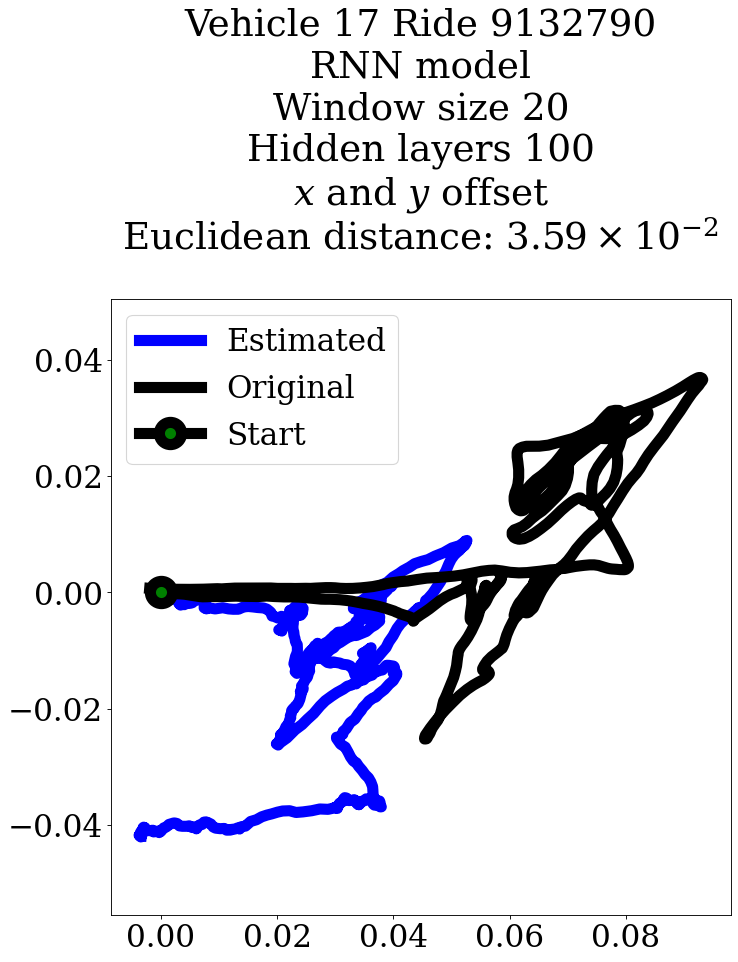 Vehicle 17 Ride 9132790
RNN model
Window size 20
Hidden layers 100
x and y offset
Euclidean distance: 3.59 × 10⁻²
Estimated
Original
Start
0.04
0.02
0.00
−0.02
−0.04
0.00 0.02 0.04 0.06 0.08